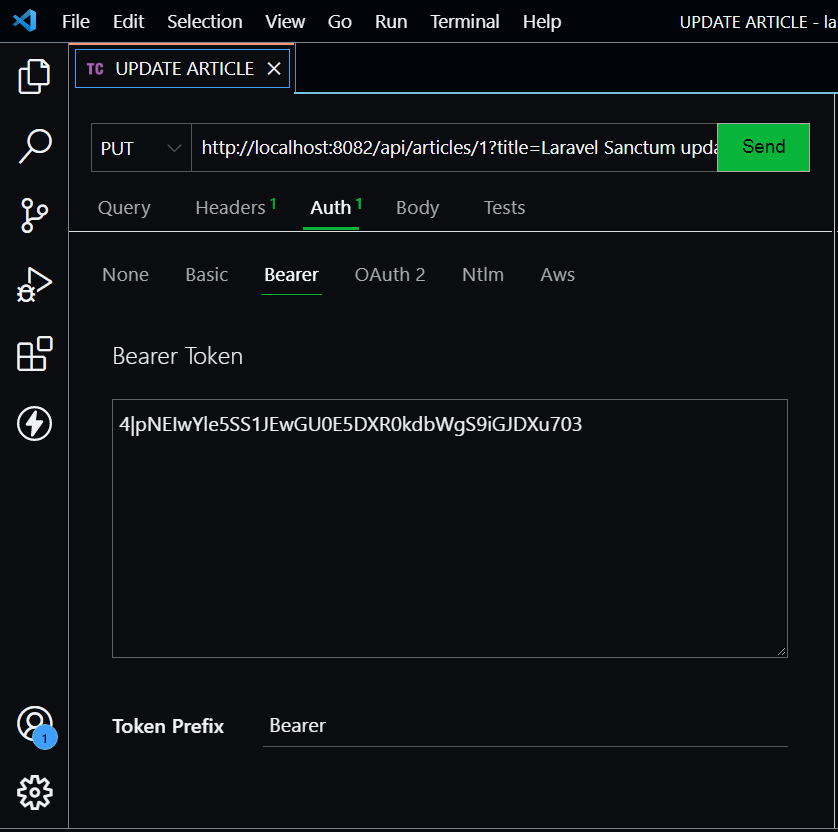 File Edit Selection View Go Run Terminal Help UPDATE ARTICLE - la
TC UPDATE ARTICLE
PUT http://localhost:8082/api/articles/1?title=Laravel Sanctum upda Send
Query Headers 1 Auth 1 Body Tests
None Basic Bearer OAuth 2 Ntlm Aws
Bearer Token
4|pNEIwYle5SS1JEwGU0E5DXR0kdbWgS9iGJDXu703
Token Prefix Bearer
1